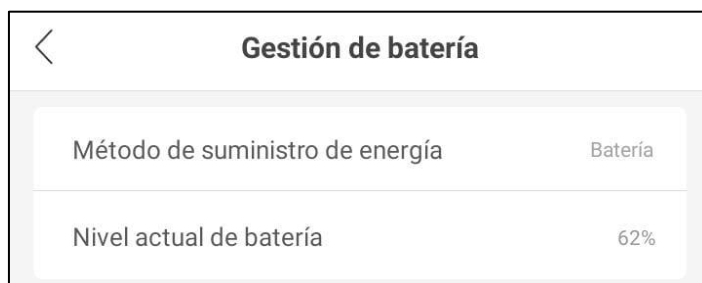 Gestión de batería
Método de suministro de energía Batería
Nivel actual de batería 62%